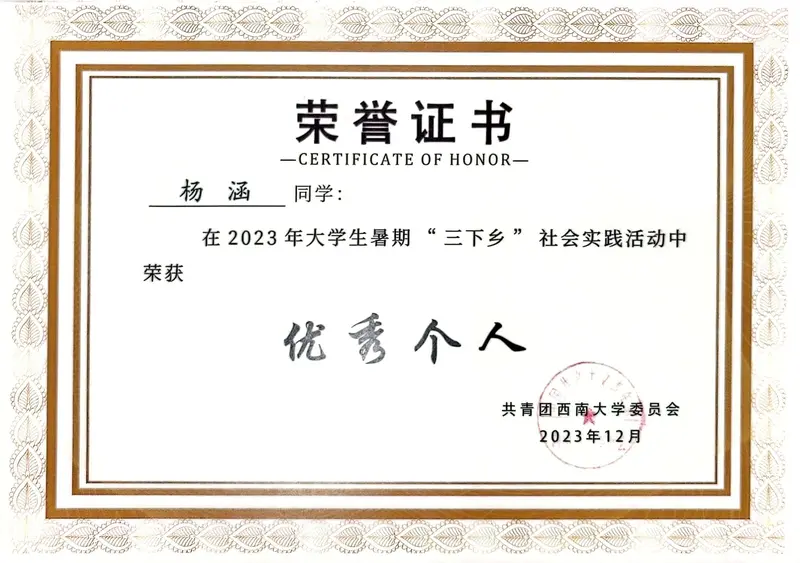 荣誉证书
—CERTIFICATE OF HONOR—
杨 涵 同学：
在 2023 年大学生暑期 “三下乡” 社会实践活动中
荣获
优秀个人
共青团西南大学委员会
2023年12月